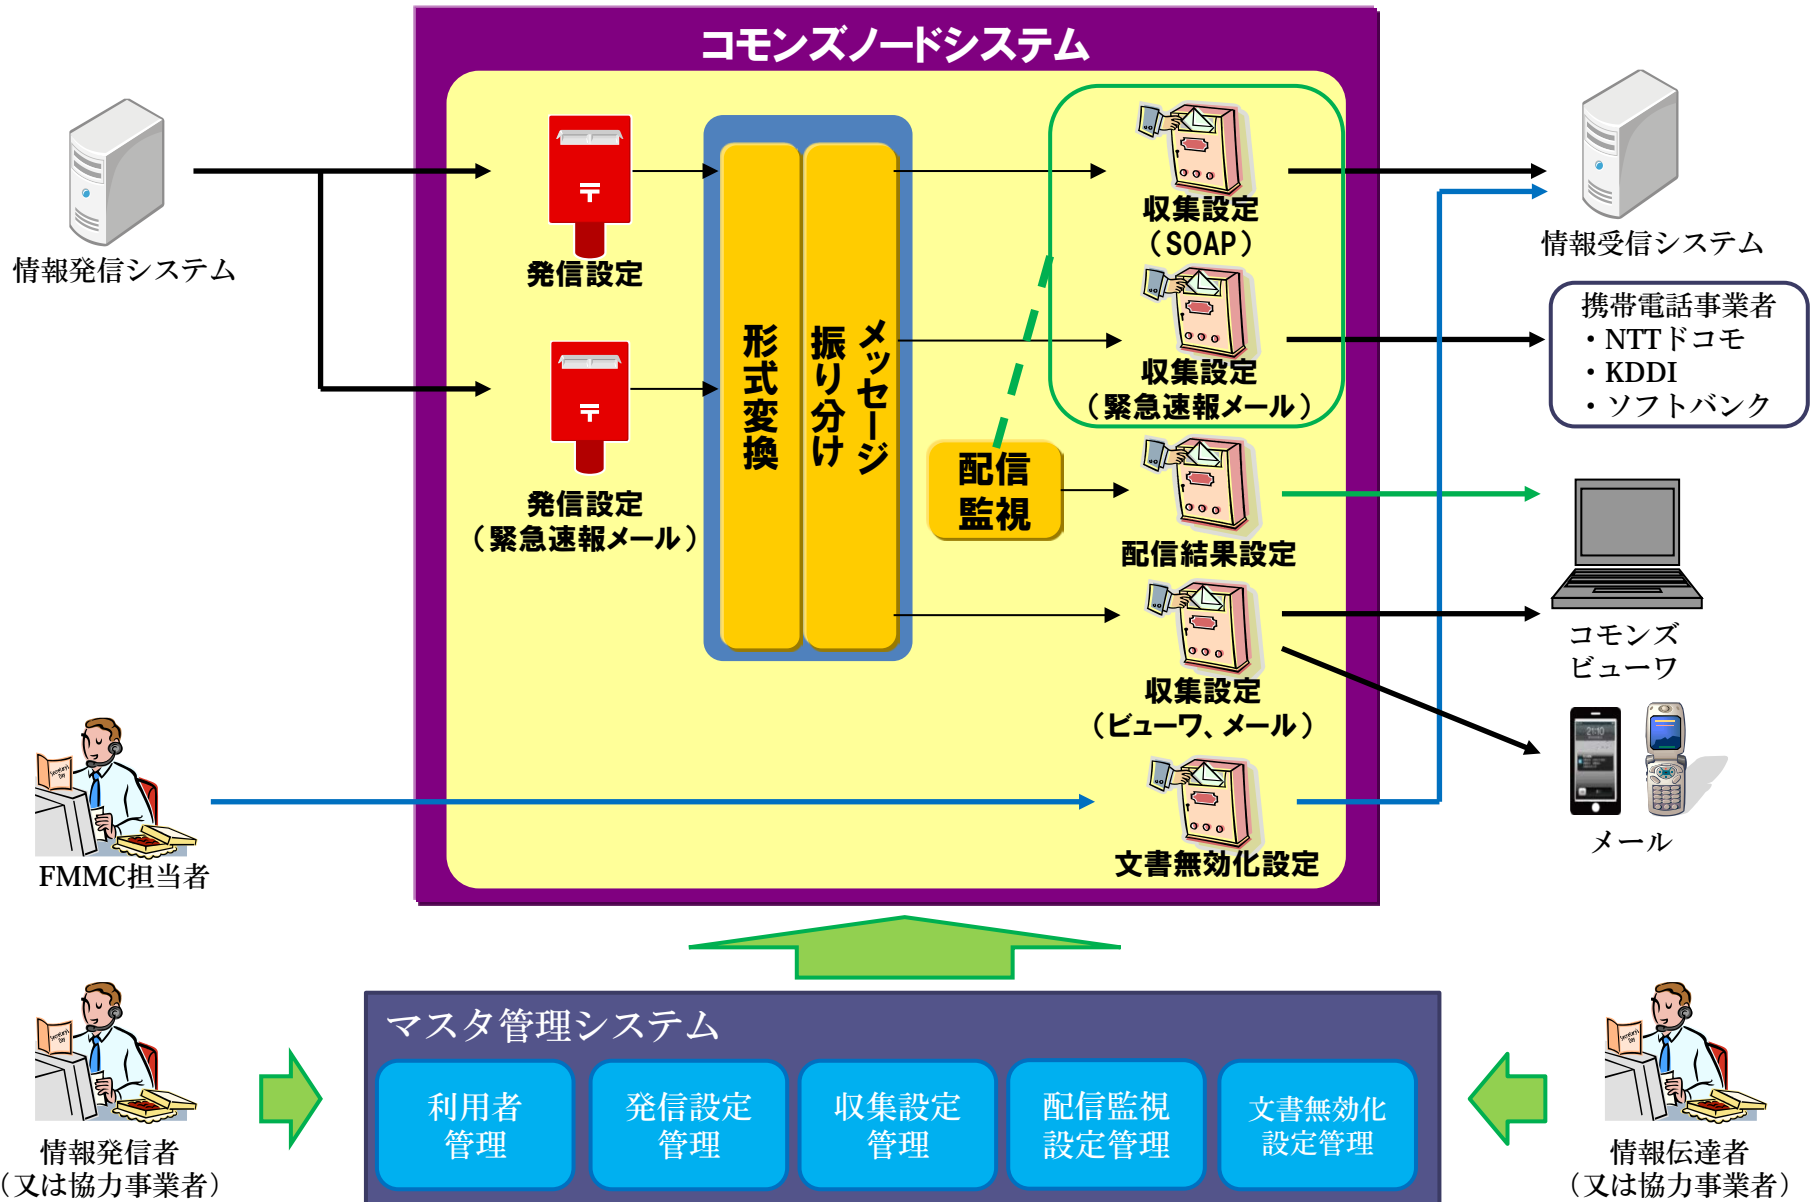 コモンズノードシステム
情報発信システム
発信設定
発信設定
（緊急速報メール）
形式変換
メッセージ
振り分け
配信
監視
収集設定
（SOAP）
収集設定
（緊急速報メール）
配信結果設定
収集設定
（ビューワ、メール）
文書無効化設定
情報受信システム
携帯電話事業者
・NTTドコモ
・KDDI
・ソフトバンク
コモンズ
ビューワ
21:10
メール
FMMC担当者
マスタ管理システム
利用者
管理
発信設定
管理
収集設定
管理
配信監視
設定管理
文書無効化
設定管理
情報発信者
（又は協力事業者）
情報伝達者
（又は協力事業者）